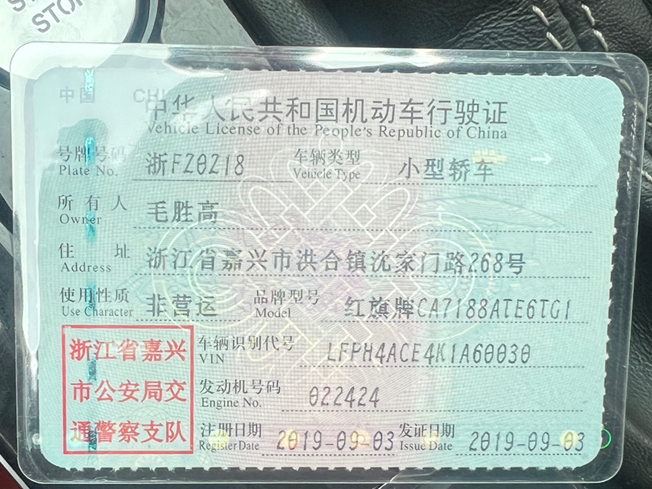 中华人民共和国机动车行驶证
Vehicle License of the People's Republic of China
号牌号码 浙FZ0218 车辆类型 小型轿车
Plate No. Vehicle Type
所有人 毛胜高
Owner
住址 浙江省嘉兴市洪合镇沈家门路268号
Address
使用性质 非营运 品牌型号 红旗牌CA7188ATE6TG1
Use Character Model
浙江省嘉兴
市公安局交
通警察支队
车辆识别代号 LFPH4ACE4K1A60030
VIN
发动机号码 022424
Engine No.
注册日期 2019-09-03 发证日期 2019-09-03
Register Date Issue Date